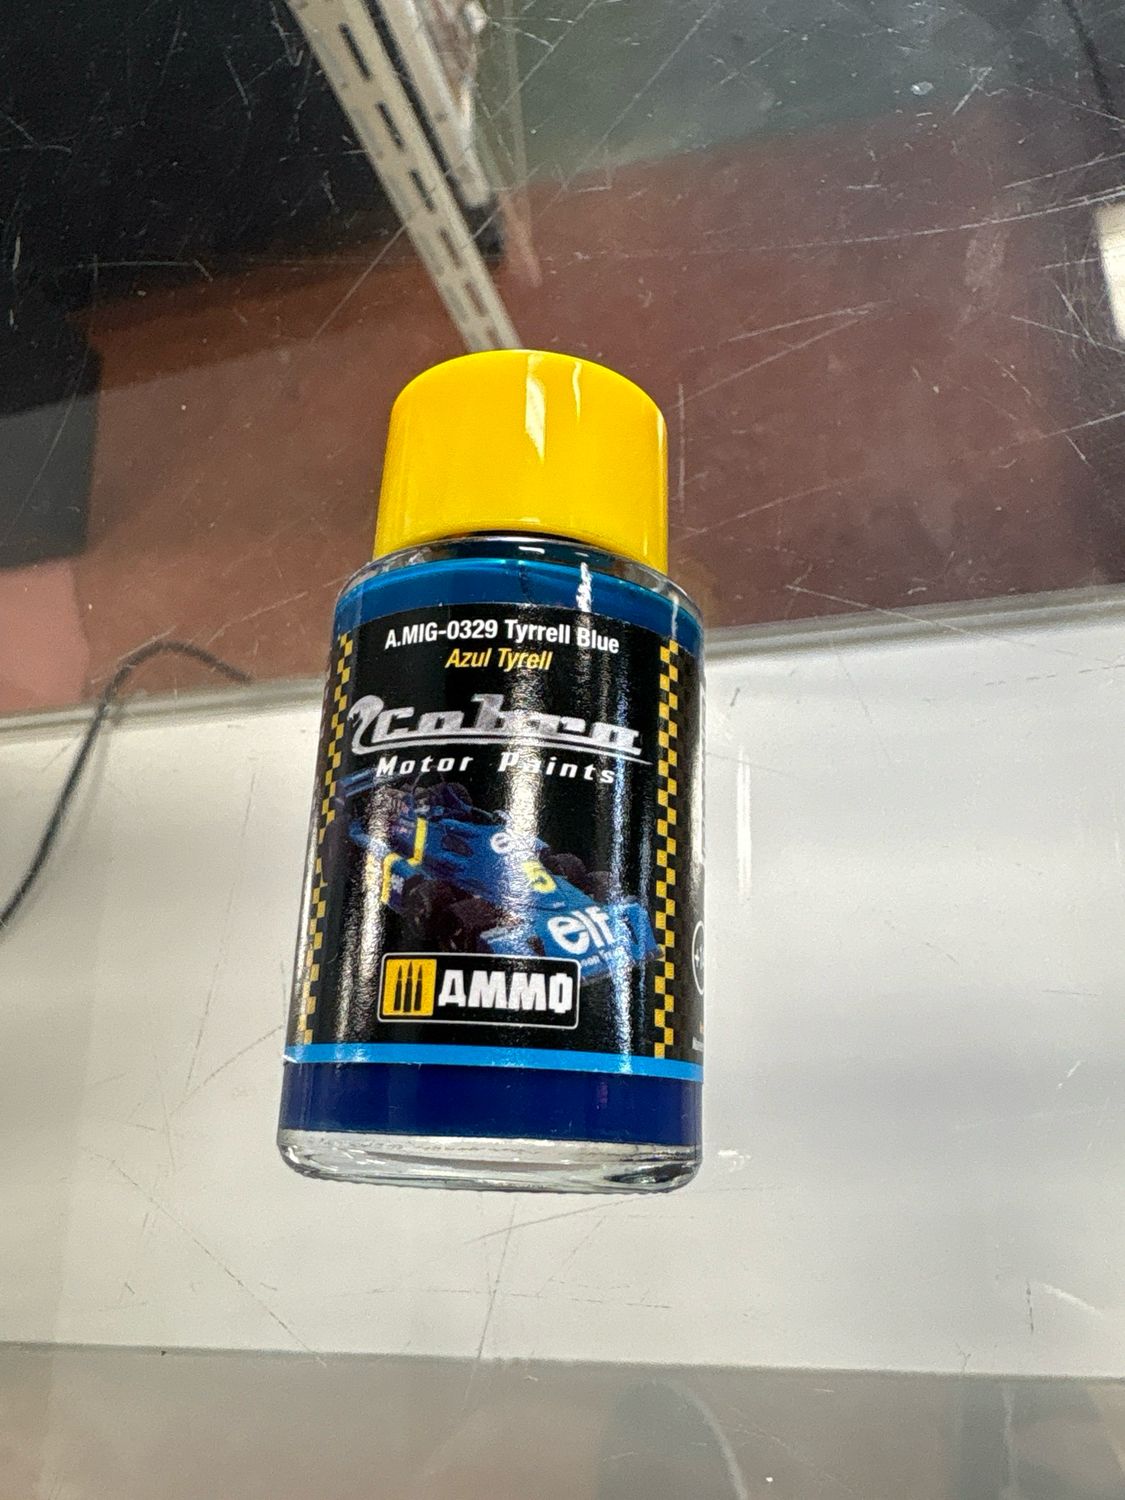 A.MIG-0329 Tyrrell Blue
Azul Tyrell
Cobra
Motor Paints
5
elf
AMMO